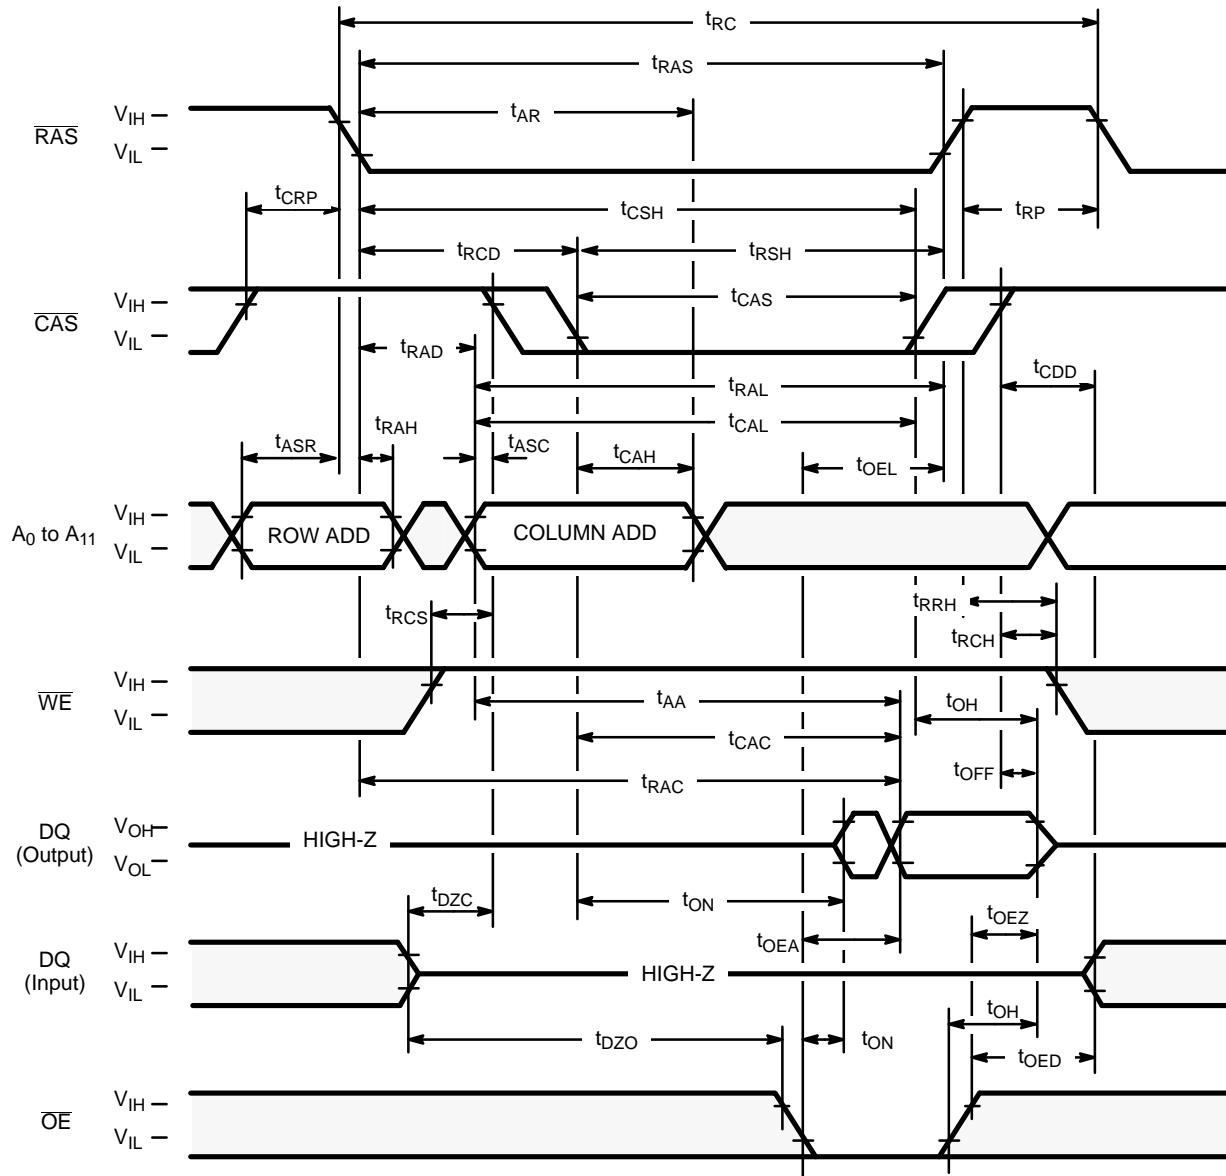 tRC
tRAS
tAR
RAS
VIH
VIL
tCRP
tCSH
tRP
tRCD
tRSH
CAS
VIH
VIL
tCAS
tRAD
tCDD
tRAL
tRAH
tCAL
tASR
tASC
tCAH
tOEL
A0 to A11
VIH
VIL
ROW ADD
COLUMN ADD
tRRH
tRCS
tRCH
WE
VIH
VIL
tAA
tOH
tCAC
tOFF
tRAC
DQ
(Output)
VOH
VOL
HIGH-Z
tDZC
tON
tOEZ
tOEA
DQ
(Input)
VIH
VIL
HIGH-Z
tOH
tDZO
tON
tOED
OE
VIH
VIL